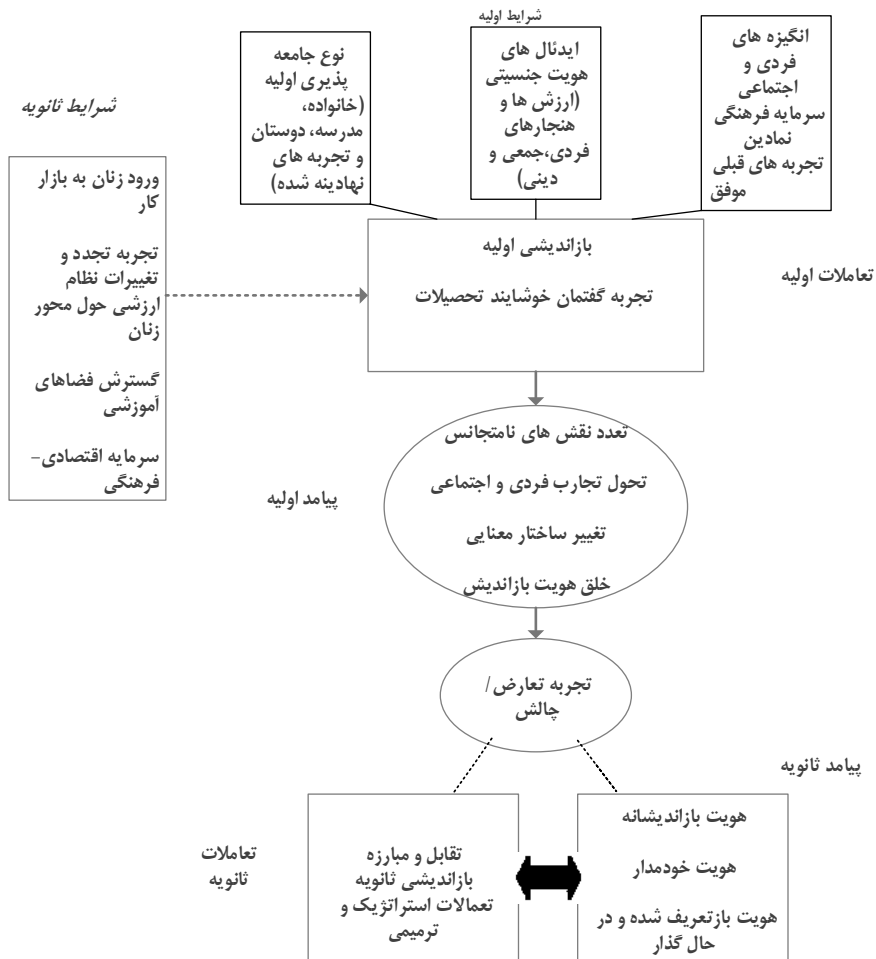 شرایط اولیه
انگیزه های
فردی و
اجتماعی
سرمایه فرهنگی
نمادین
تجربه های قبلی
موفق
ایدئال های
هویت جنسیتی
(ارزش ها و
هنجارهای
فردی،جمعی و
دینی)
نوع جامعه
پذیری اولیه
(خانواده،
مدرسه، دوستان
و تجربه های
نهادینه شده)
شرایط ثانویه
ورود زنان به بازار
کار
تجربه تجدد و
تغییرات نظام
ارزشی حول محور
زنان
گسترش فضاهای
آموزشی
سرمایه اقتصادی-
فرهنگی
تعاملات اولیه
بازاندیشی اولیه
تجربه گفتمان خوشایند تحصیلات
پیامد اولیه
تعدد نقش های نامتجانس
تحول تجارب فردی و اجتماعی
تغییر ساختار معنایی
خلق هویت بازاندیش
تجربه تعارض/
چالش
پیامد ثانویه
هویت بازاندیشانه
هویت خودمدار
هویت بازتعریف شده و در
حال گذار
تقابل و مبارزه
بازاندیشی ثانویه
تعمالات استراتژیک و
ترمیمی
تعاملات
ثانویه